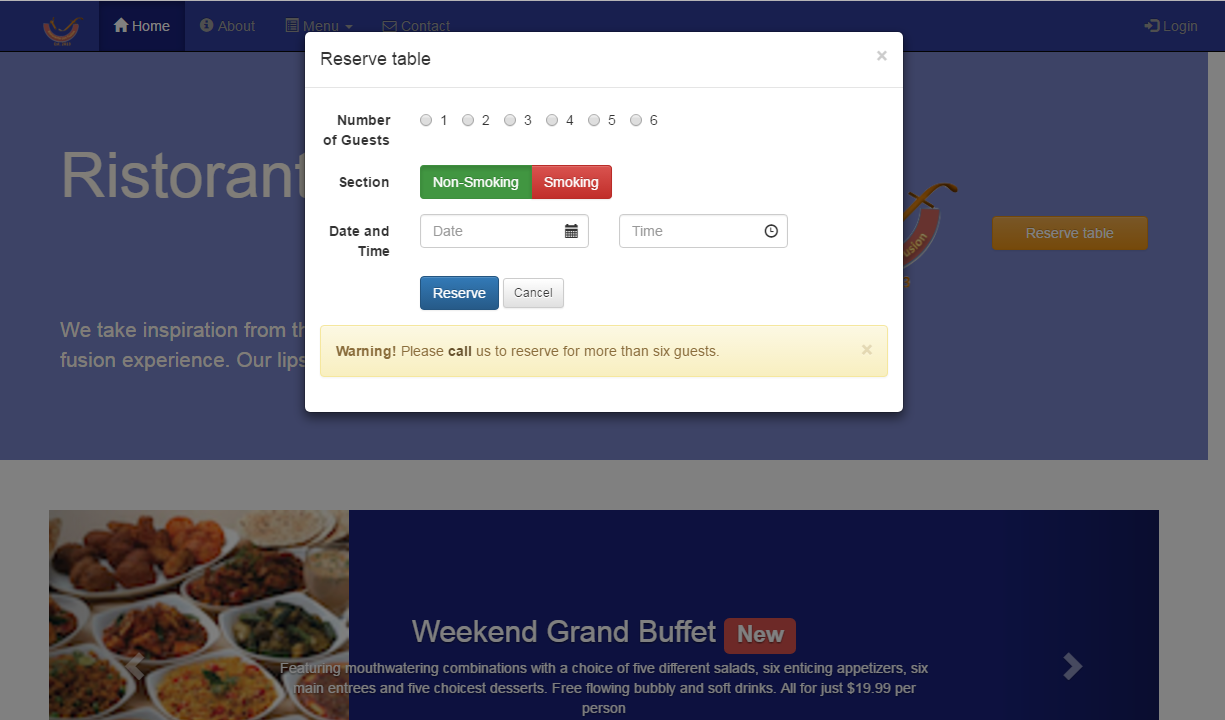 Home About Menu Contact Login
Reserve table ×
Number of Guests 1 2 3 4 5 6
Section Non-Smoking Smoking
Date and Time Date Time
Reserve Cancel
Warning! Please call us to reserve for more than six guests. ×
Ristorant
usion
Reserve table
We take inspiration from th
fusion experience. Our lips
Weekend Grand Buffet New
Featuring mouthwatering combinations with a choice of five different salads, six enticing appetizers, six
main entrees and five choicest desserts. Free flowing bubbly and soft drinks. All for just $19.99 per
person